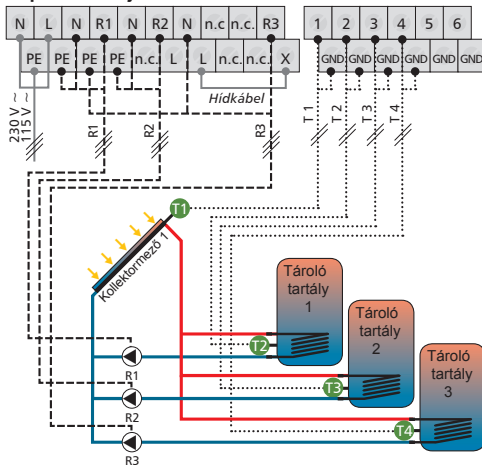 N L N R1 N R2 N n.c n.c. R3
1 2 3 4 5 6
PE PE PE PE n.c. L L n.c. n.c. X
GND GND GND GND GND GND
Hídkábel
230 V ~
115 V ~
R1
R2
R3
T 1
T 2
T 3
T 4
T1
Kollektormező 1
Tároló
tartály
1
T2
Tároló
tartály
2
R1
T3
Tároló
tartály
3
R2
T4
R3